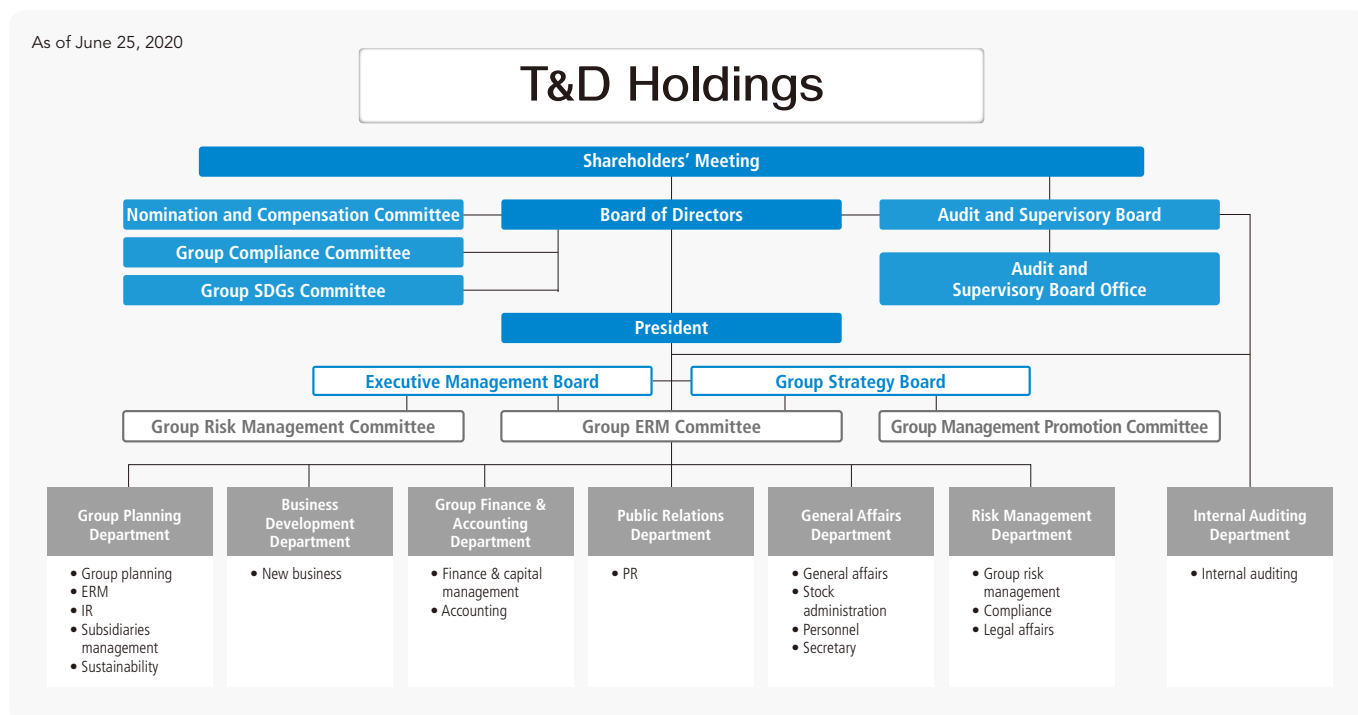 As of June 25, 2020
T&D Holdings
Shareholders' Meeting
Nomination and Compensation Committee
Board of Directors
Audit and Supervisory Board
Group Compliance Committee
Audit and
Supervisory Board Office
Group SDGs Committee
President
Executive Management Board
Group Strategy Board
Group Risk Management Committee
Group ERM Committee
Group Management Promotion Committee
Group Planning
Department
• Group planning
• ERM
• IR
• Subsidiaries
management
• Sustainability
Business
Development
Department
• New business
Group Finance &
Accounting
Department
• Finance & capital
management
• Accounting
Public Relations
Department
• PR
General Affairs
Department
• General affairs
• Stock
administration
• Personnel
• Secretary
Risk Management
Department
• Group risk
management
• Compliance
• Legal affairs
Internal Auditing
Department
• Internal auditing